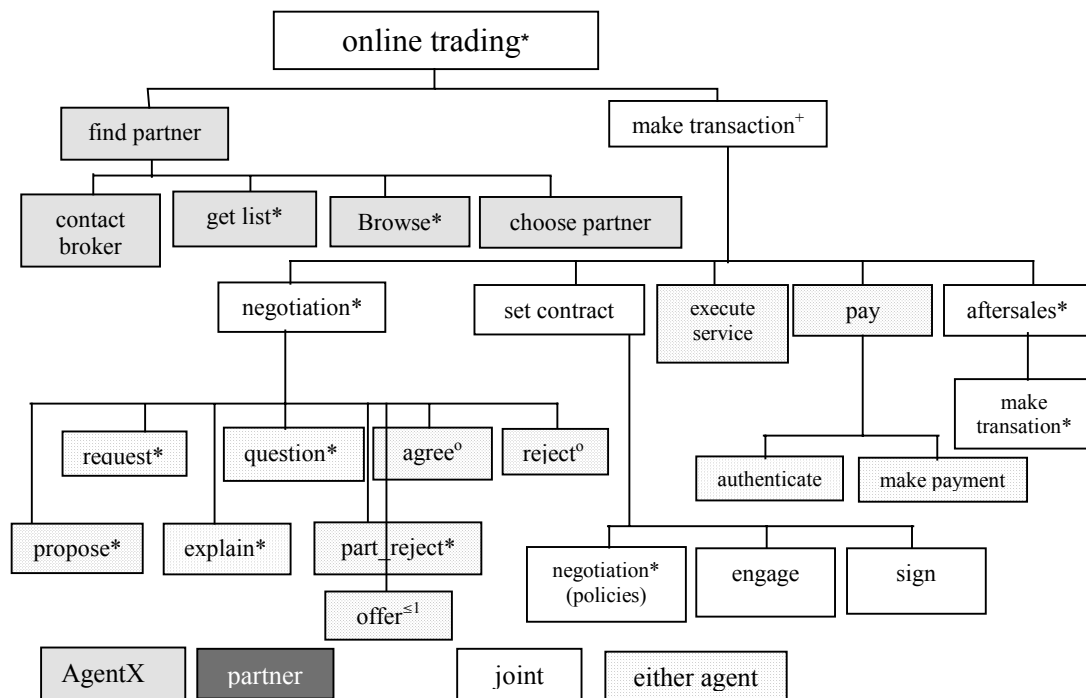 online trading*
find partner
make transaction⁺
contact
broker
get list*
Browse*
choose partner
negotiation*
set contract
execute
service
pay
aftersales*
make
transation*
request*
question*
agreeᵒ
rejectᵒ
authenticate
make payment
propose*
explain*
part_reject*
negotiation*
(policies)
engage
sign
offer≤1
AgentX
partner
joint
either agent